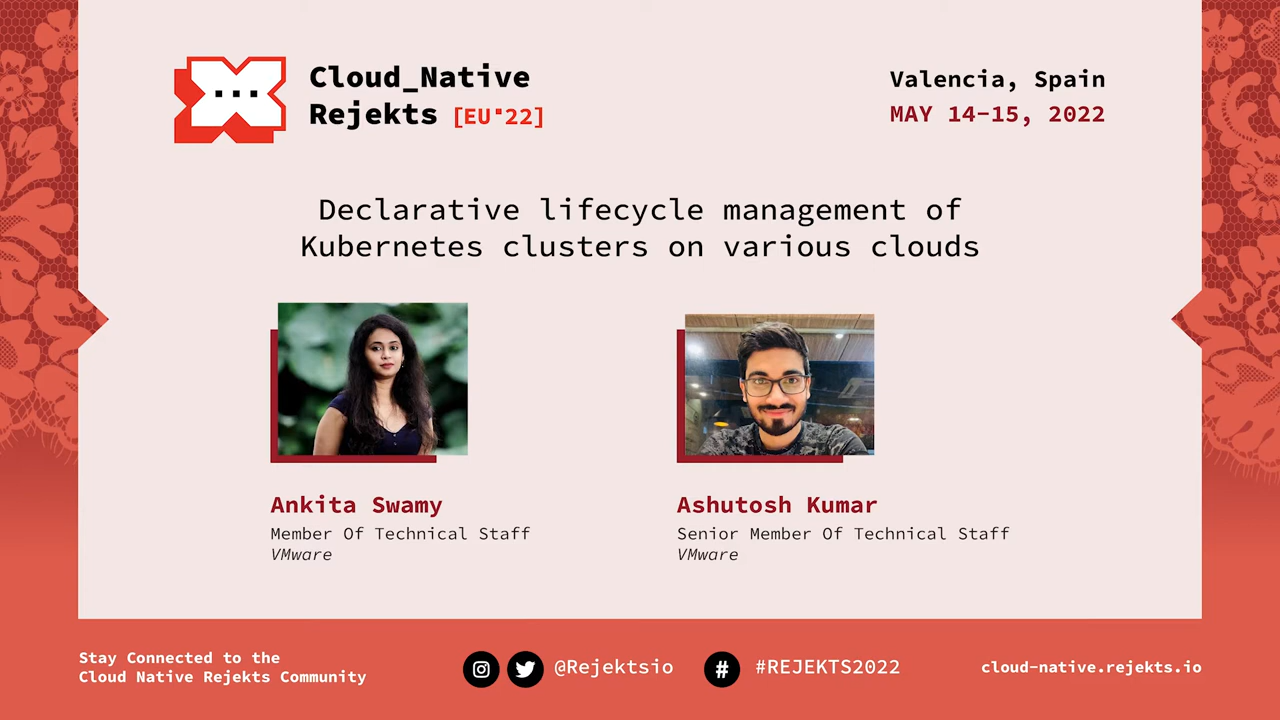 Cloud_Native
Rejekts [EU"22]
Valencia, Spain
MAY 14-15, 2022
Declarative lifecycle management of
Kubernetes clusters on various clouds
Ankita Swamy
Member Of Technical Staff
VMware
Ashutosh Kumar
Senior Member Of Technical Staff
VMware
Stay Connected to the
Cloud Native Rejekts Community
@Rejektsio
# #REJEKTS2022
cloud-native.rejekts.io